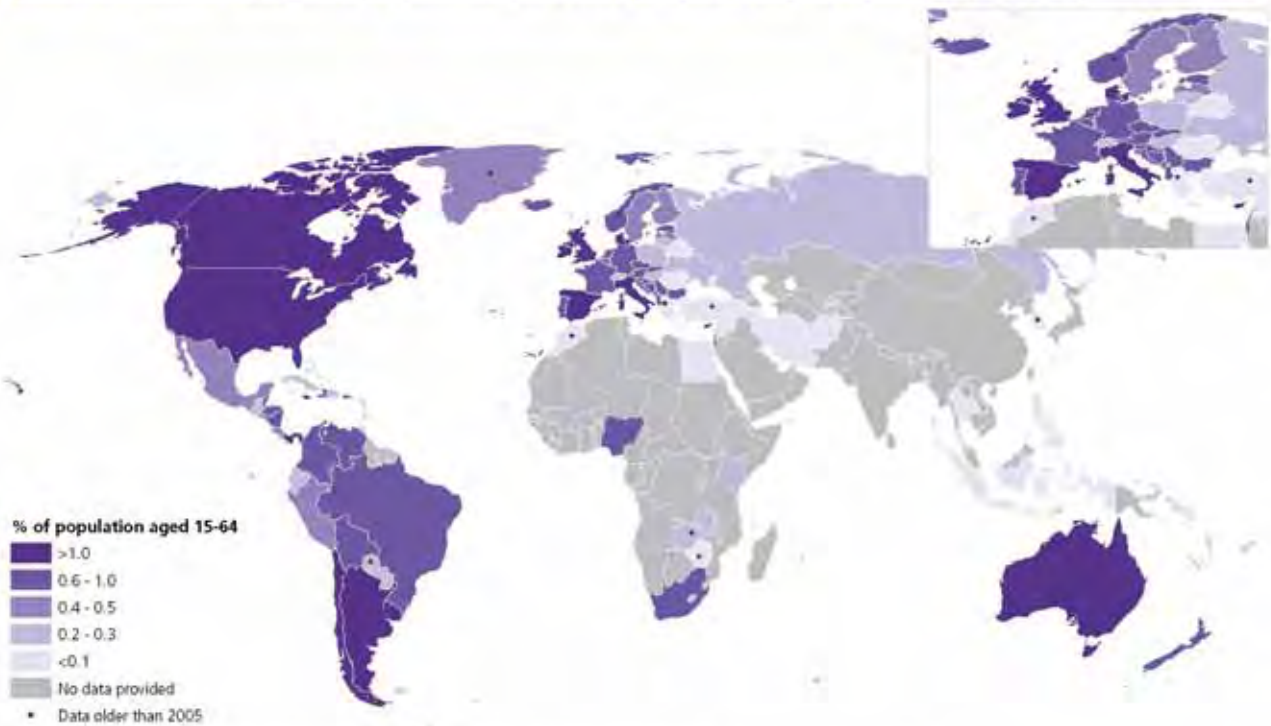 % of population aged 15-64
>1.0
0.6 - 1.0
0.4 - 0.5
0.2 - 0.3
<0.1
No data provided
Data older than 2005